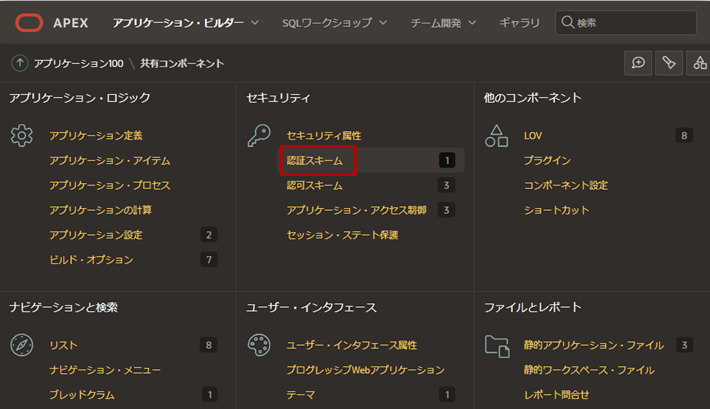 APEX アプリケーション・ビルダー SQLワークショップ チーム開発 ギャラリ 検索
アプリケーション100 \ 共有コンポーネント
アプリケーション・ロジック
アプリケーション定義
アプリケーション・アイテム
アプリケーション・プロセス
アプリケーションの計算
アプリケーション設定 2
ビルド・オプション 7
セキュリティ
セキュリティ属性
認証スキーム 1
認可スキーム 3
アプリケーション・アクセス制御 3
セッション・ステート保護
他のコンポーネント
LOV 8
プラグイン
コンポーネント設定
ショートカット
ナビゲーションと検索
リスト 8
ナビゲーション・メニュー
ブレッドクラム 1
ユーザー・インタフェース
ユーザー・インタフェース属性
プログレッシブWebアプリケーション
テーマ 1
ファイルとレポート
静的アプリケーション・ファイル 3
静的ワークスペース・ファイル
レポート問合せ